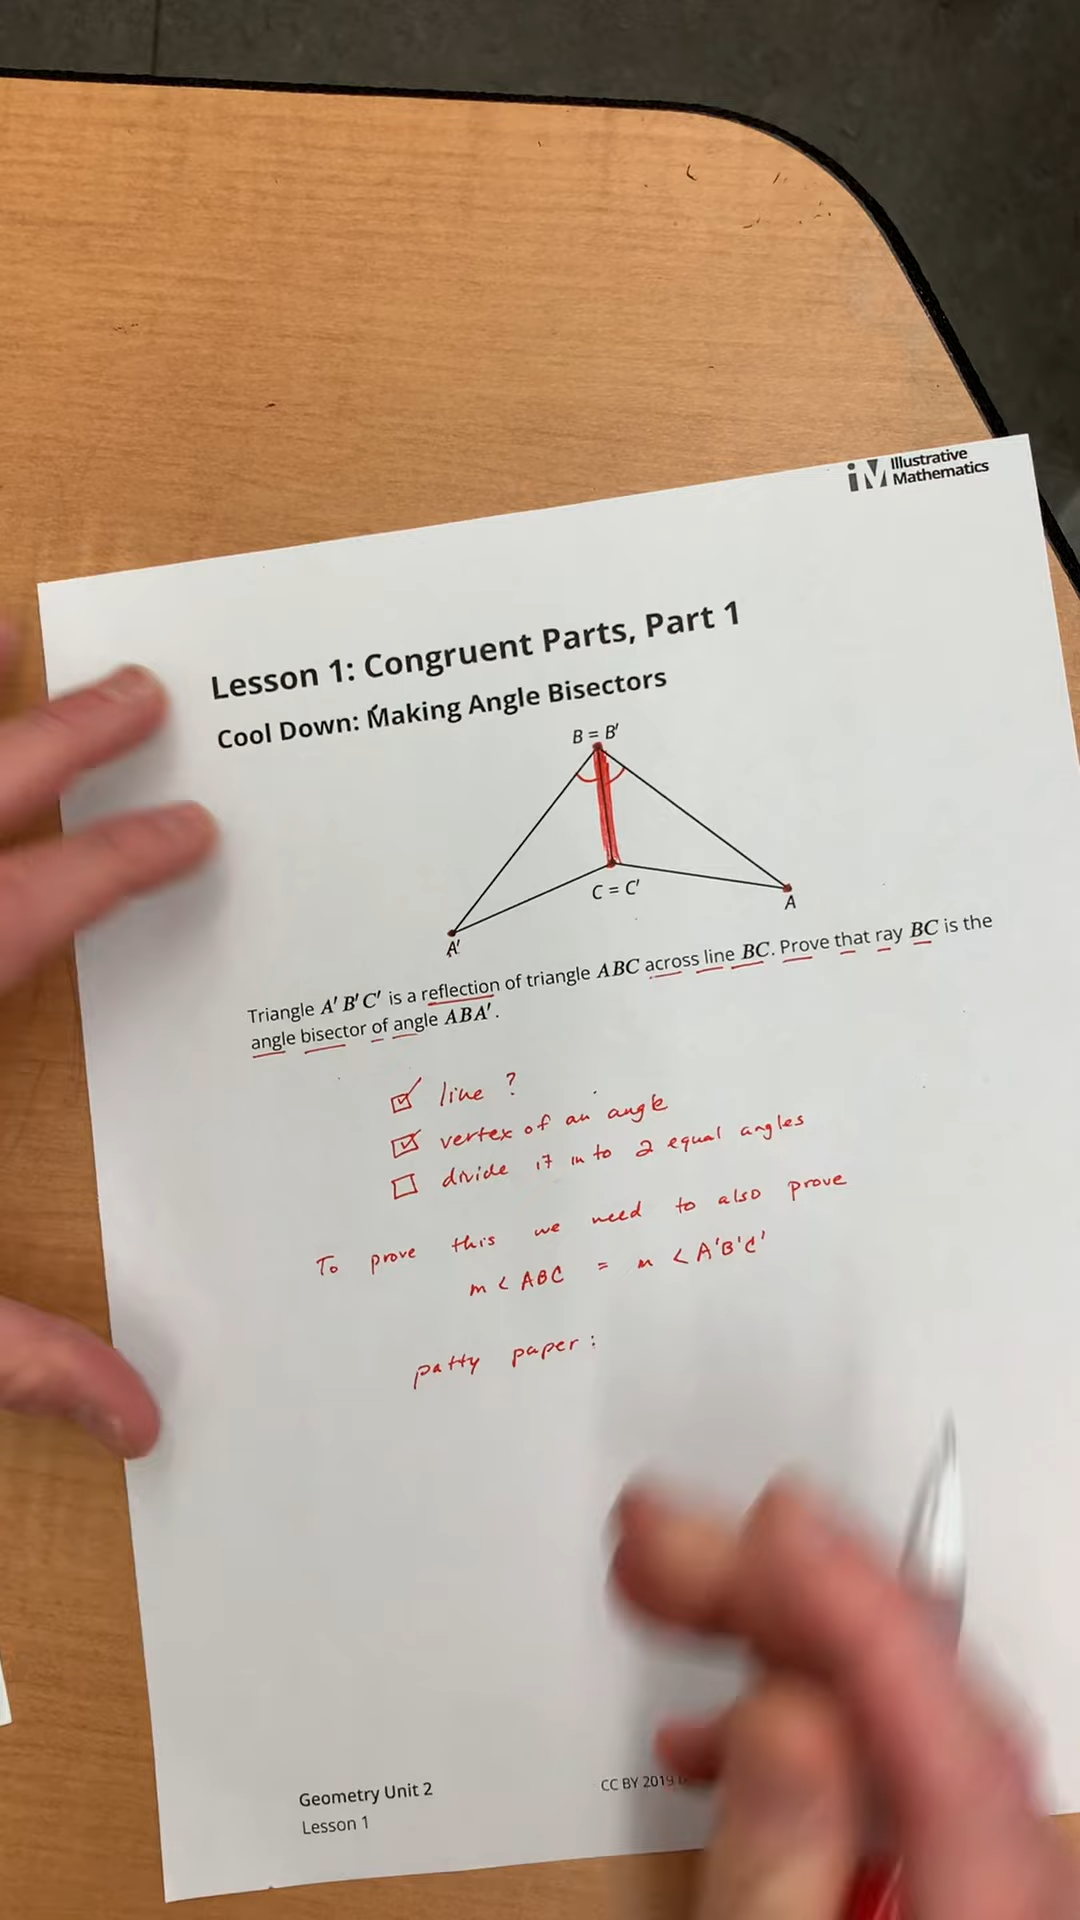 Illustrative
Mathematics
Lesson 1: Congruent Parts, Part 1
Cool Down: Making Angle Bisectors
B = B′
C = C′
A
A′
Triangle A′ B′C′ is a reflection of triangle ABC across line BC. Prove that ray BC is the
angle bisector of angle ABA′.
line ?
vertex of an angle
divide it into 2 equal angles
To prove this we need to also prove
m < ABC = m < A'B'C'
patty paper :
Geometry Unit 2
Lesson 1
CC BY 2019